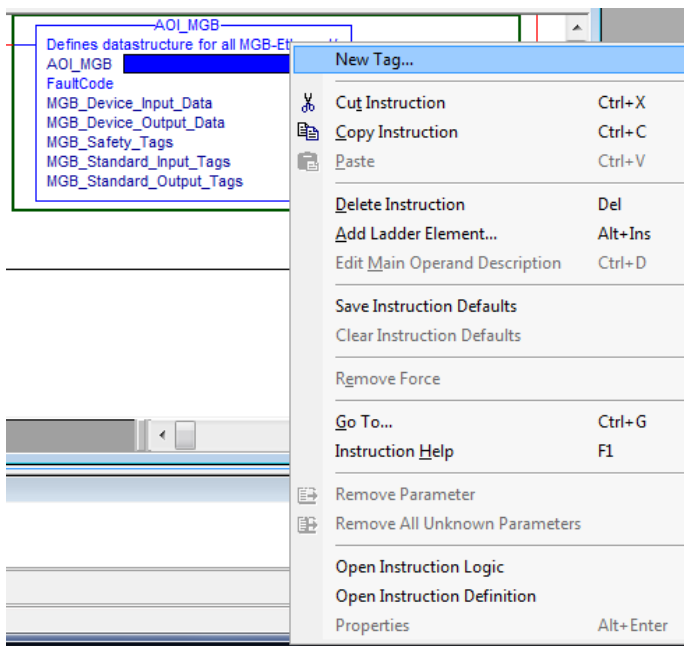 AOI_MGB
Defines datastructure for all MGB-Et
AOI_MGB
FaultCode
MGB_Device_Input_Data
MGB_Device_Output_Data
MGB_Safety_Tags
MGB_Standard_Input_Tags
MGB_Standard_Output_Tags
New Tag...
Cut Instruction Ctrl+X
Copy Instruction Ctrl+C
Paste Ctrl+V
Delete Instruction Del
Add Ladder Element... Alt+Ins
Edit Main Operand Description Ctrl+D
Save Instruction Defaults
Clear Instruction Defaults
Remove Force
Go To... Ctrl+G
Instruction Help F1
Remove Parameter
Remove All Unknown Parameters
Open Instruction Logic
Open Instruction Definition
Properties Alt+Enter